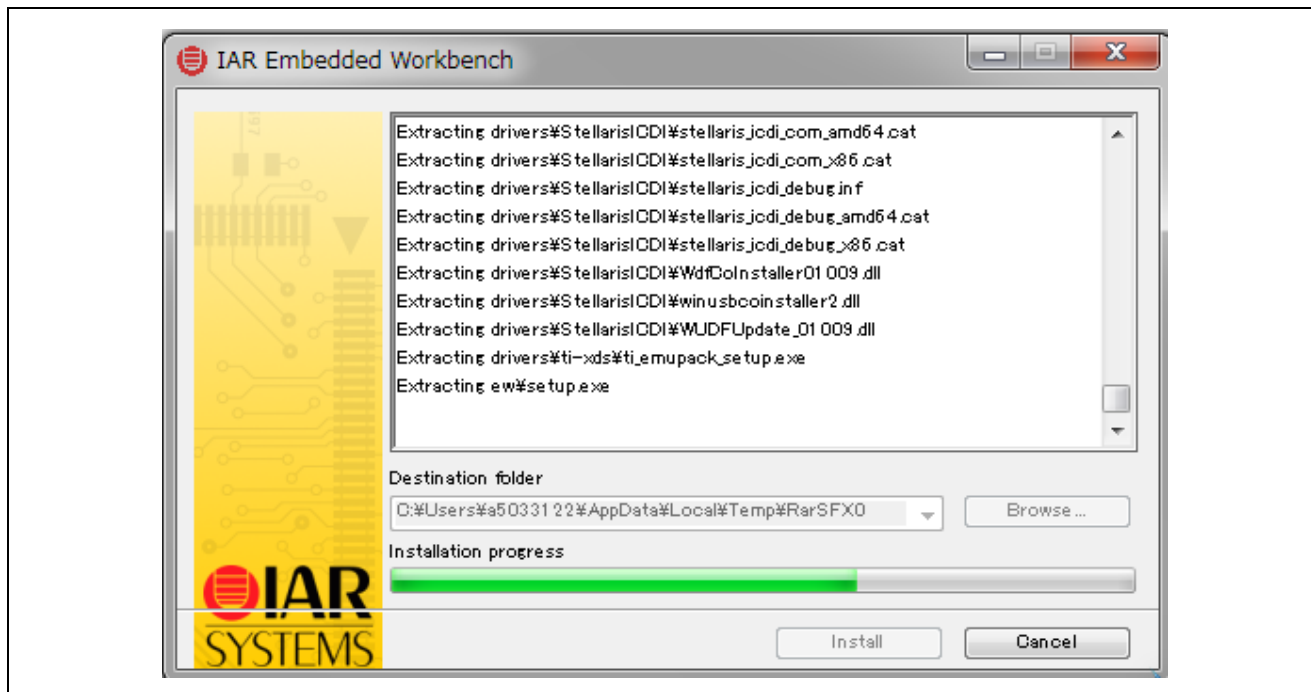 IAR Embedded Workbench
Extracting drivers¥StellarisICDI¥stellaris_icdi_com_amd64.cat
Extracting drivers¥StellarisICDI¥stellaris_icdi_com_x86.cat
Extracting drivers¥StellarisICDI¥stellaris_icdi_debug.inf
Extracting drivers¥StellarisICDI¥stellaris_icdi_debug_amd64.cat
Extracting drivers¥StellarisICDI¥stellaris_icdi_debug_x86.cat
Extracting drivers¥StellarisICDI¥WdfCoInstaller01009.dll
Extracting drivers¥StellarisICDI¥winusbcoinstaller2.dll
Extracting drivers¥StellarisICDI¥WUDFUpdate_01009.dll
Extracting drivers¥ti-xds¥ti_emupack_setup.exe
Extracting ew¥setup.exe
Destination folder
C:¥Users¥a5033122¥AppData¥Local¥Temp¥RarSFX0
Browse...
Installation progress
IAR
SYSTEMS
Install
Cancel